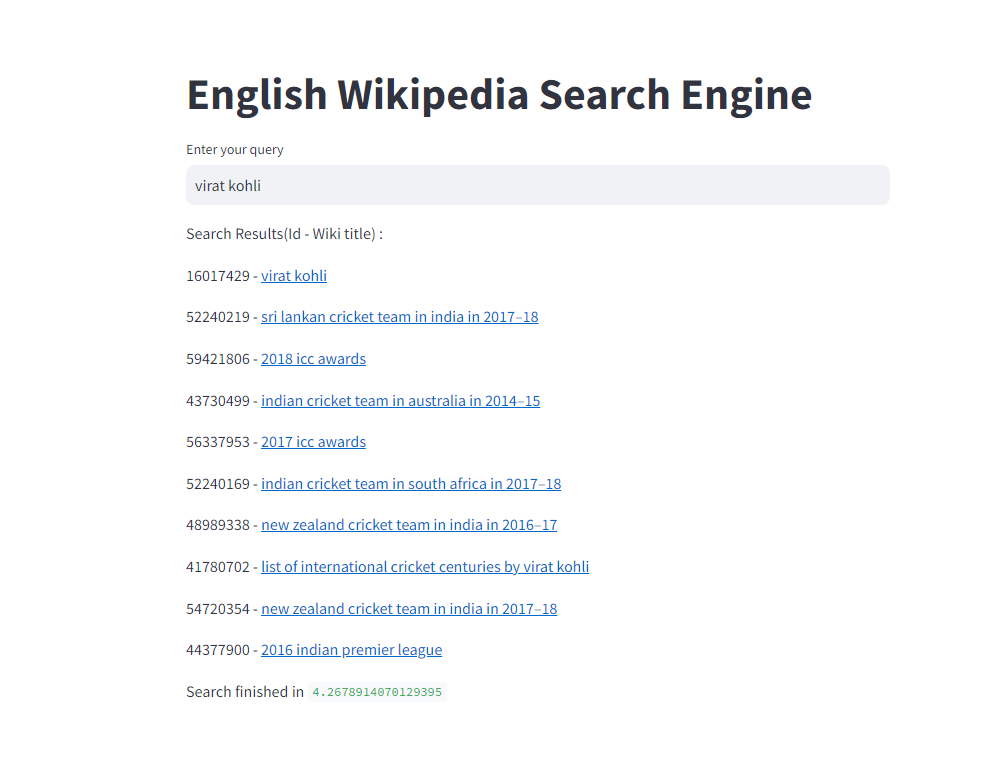 English Wikipedia Search Engine
Enter your query
virat kohli
Search Results(Id - Wiki title) :
16017429 - virat kohli
52240219 - sri lankan cricket team in india in 2017–18
59421806 - 2018 icc awards
43730499 - indian cricket team in australia in 2014–15
56337953 - 2017 icc awards
52240169 - indian cricket team in south africa in 2017–18
48989338 - new zealand cricket team in india in 2016–17
41780702 - list of international cricket centuries by virat kohli
54720354 - new zealand cricket team in india in 2017–18
44377900 - 2016 indian premier league
Search finished in 4.2678914070129395